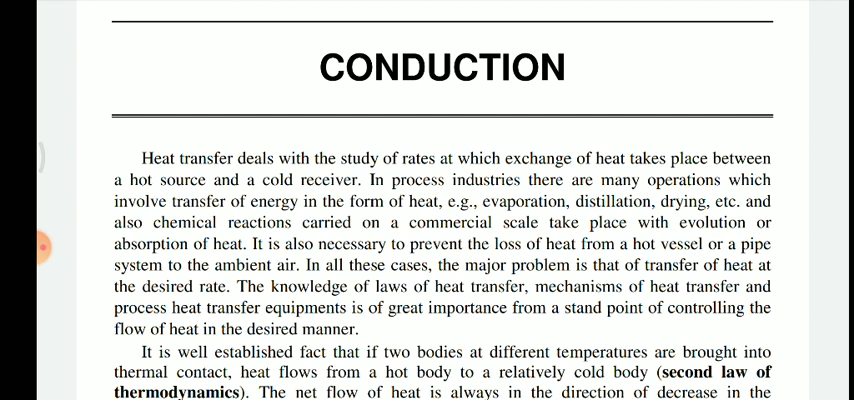 CONDUCTION
Heat transfer deals with the study of rates at which exchange of heat takes place between
a hot source and a cold receiver. In process industries there are many operations which
involve transfer of energy in the form of heat, e.g., evaporation, distillation, drying, etc. and
also chemical reactions carried on a commercial scale take place with evolution or
absorption of heat. It is also necessary to prevent the loss of heat from a hot vessel or a pipe
system to the ambient air. In all these cases, the major problem is that of transfer of heat at
the desired rate. The knowledge of laws of heat transfer, mechanisms of heat transfer and
process heat transfer equipments is of great importance from a stand point of controlling the
flow of heat in the desired manner.
It is well established fact that if two bodies at different temperatures are brought into
thermal contact, heat flows from a hot body to a relatively cold body (second law of
thermodynamics). The net flow of heat is always in the direction of decrease in the